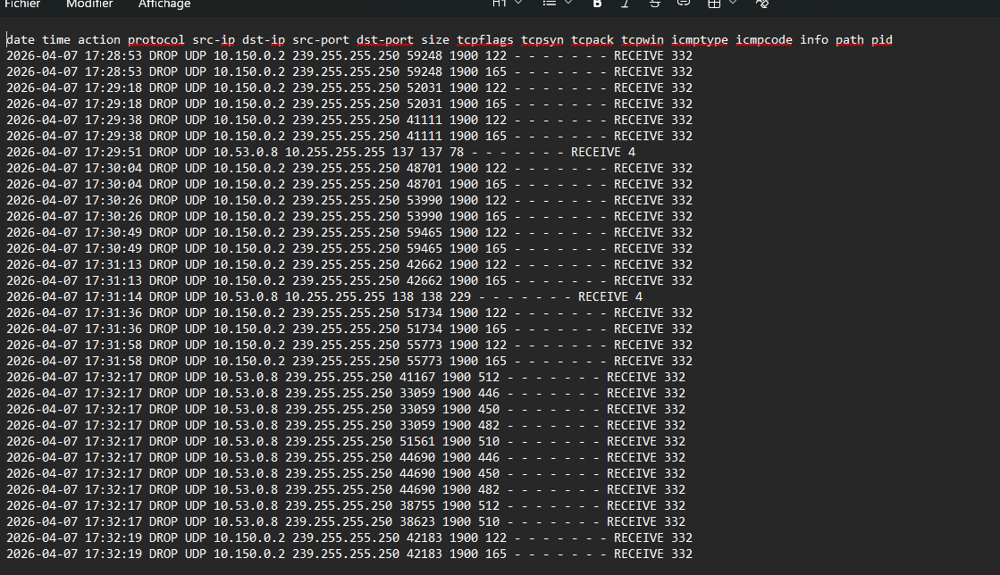 Fichier Modifier Affichage H1 B I S
date time action protocol src-ip dst-ip src-port dst-port size tcpflags tcpsyn tcpack tcpwin icmptype icmpcode info path pid
2026-04-07 17:28:53 DROP UDP 10.150.0.2 239.255.255.250 59248 1900 122 - - - - - - - RECEIVE 332
2026-04-07 17:28:53 DROP UDP 10.150.0.2 239.255.255.250 59248 1900 165 - - - - - - - RECEIVE 332
2026-04-07 17:29:18 DROP UDP 10.150.0.2 239.255.255.250 52031 1900 122 - - - - - - - RECEIVE 332
2026-04-07 17:29:18 DROP UDP 10.150.0.2 239.255.255.250 52031 1900 165 - - - - - - - RECEIVE 332
2026-04-07 17:29:38 DROP UDP 10.150.0.2 239.255.255.250 41111 1900 122 - - - - - - - RECEIVE 332
2026-04-07 17:29:38 DROP UDP 10.150.0.2 239.255.255.250 41111 1900 165 - - - - - - - RECEIVE 332
2026-04-07 17:29:51 DROP UDP 10.53.0.8 10.255.255.255 137 137 78 - - - - - - - RECEIVE 4
2026-04-07 17:30:04 DROP UDP 10.150.0.2 239.255.255.250 48701 1900 122 - - - - - - - RECEIVE 332
2026-04-07 17:30:04 DROP UDP 10.150.0.2 239.255.255.250 48701 1900 165 - - - - - - - RECEIVE 332
2026-04-07 17:30:26 DROP UDP 10.150.0.2 239.255.255.250 53990 1900 122 - - - - - - - RECEIVE 332
2026-04-07 17:30:26 DROP UDP 10.150.0.2 239.255.255.250 53990 1900 165 - - - - - - - RECEIVE 332
2026-04-07 17:30:49 DROP UDP 10.150.0.2 239.255.255.250 59465 1900 122 - - - - - - - RECEIVE 332
2026-04-07 17:30:49 DROP UDP 10.150.0.2 239.255.255.250 59465 1900 165 - - - - - - - RECEIVE 332
2026-04-07 17:31:13 DROP UDP 10.150.0.2 239.255.255.250 42662 1900 122 - - - - - - - RECEIVE 332
2026-04-07 17:31:13 DROP UDP 10.150.0.2 239.255.255.250 42662 1900 165 - - - - - - - RECEIVE 332
2026-04-07 17:31:14 DROP UDP 10.53.0.8 10.255.255.255 138 138 229 - - - - - - - RECEIVE 4
2026-04-07 17:31:36 DROP UDP 10.150.0.2 239.255.255.250 51734 1900 122 - - - - - - - RECEIVE 332
2026-04-07 17:31:36 DROP UDP 10.150.0.2 239.255.255.250 51734 1900 165 - - - - - - - RECEIVE 332
2026-04-07 17:31:58 DROP UDP 10.150.0.2 239.255.255.250 55773 1900 122 - - - - - - - RECEIVE 332
2026-04-07 17:31:58 DROP UDP 10.150.0.2 239.255.255.250 55773 1900 165 - - - - - - - RECEIVE 332
2026-04-07 17:32:17 DROP UDP 10.53.0.8 239.255.255.250 41167 1900 512 - - - - - - - RECEIVE 332
2026-04-07 17:32:17 DROP UDP 10.53.0.8 239.255.255.250 33059 1900 446 - - - - - - - RECEIVE 332
2026-04-07 17:32:17 DROP UDP 10.53.0.8 239.255.255.250 33059 1900 450 - - - - - - - RECEIVE 332
2026-04-07 17:32:17 DROP UDP 10.53.0.8 239.255.255.250 33059 1900 482 - - - - - - - RECEIVE 332
2026-04-07 17:32:17 DROP UDP 10.53.0.8 239.255.255.250 51561 1900 510 - - - - - - - RECEIVE 332
2026-04-07 17:32:17 DROP UDP 10.53.0.8 239.255.255.250 44690 1900 446 - - - - - - - RECEIVE 332
2026-04-07 17:32:17 DROP UDP 10.53.0.8 239.255.255.250 44690 1900 450 - - - - - - - RECEIVE 332
2026-04-07 17:32:17 DROP UDP 10.53.0.8 239.255.255.250 44690 1900 482 - - - - - - - RECEIVE 332
2026-04-07 17:32:17 DROP UDP 10.53.0.8 239.255.255.250 38755 1900 512 - - - - - - - RECEIVE 332
2026-04-07 17:32:17 DROP UDP 10.53.0.8 239.255.255.250 38623 1900 510 - - - - - - - RECEIVE 332
2026-04-07 17:32:19 DROP UDP 10.150.0.2 239.255.255.250 42183 1900 122 - - - - - - - RECEIVE 332
2026-04-07 17:32:19 DROP UDP 10.150.0.2 239.255.255.250 42183 1900 165 - - - - - - - RECEIVE 332